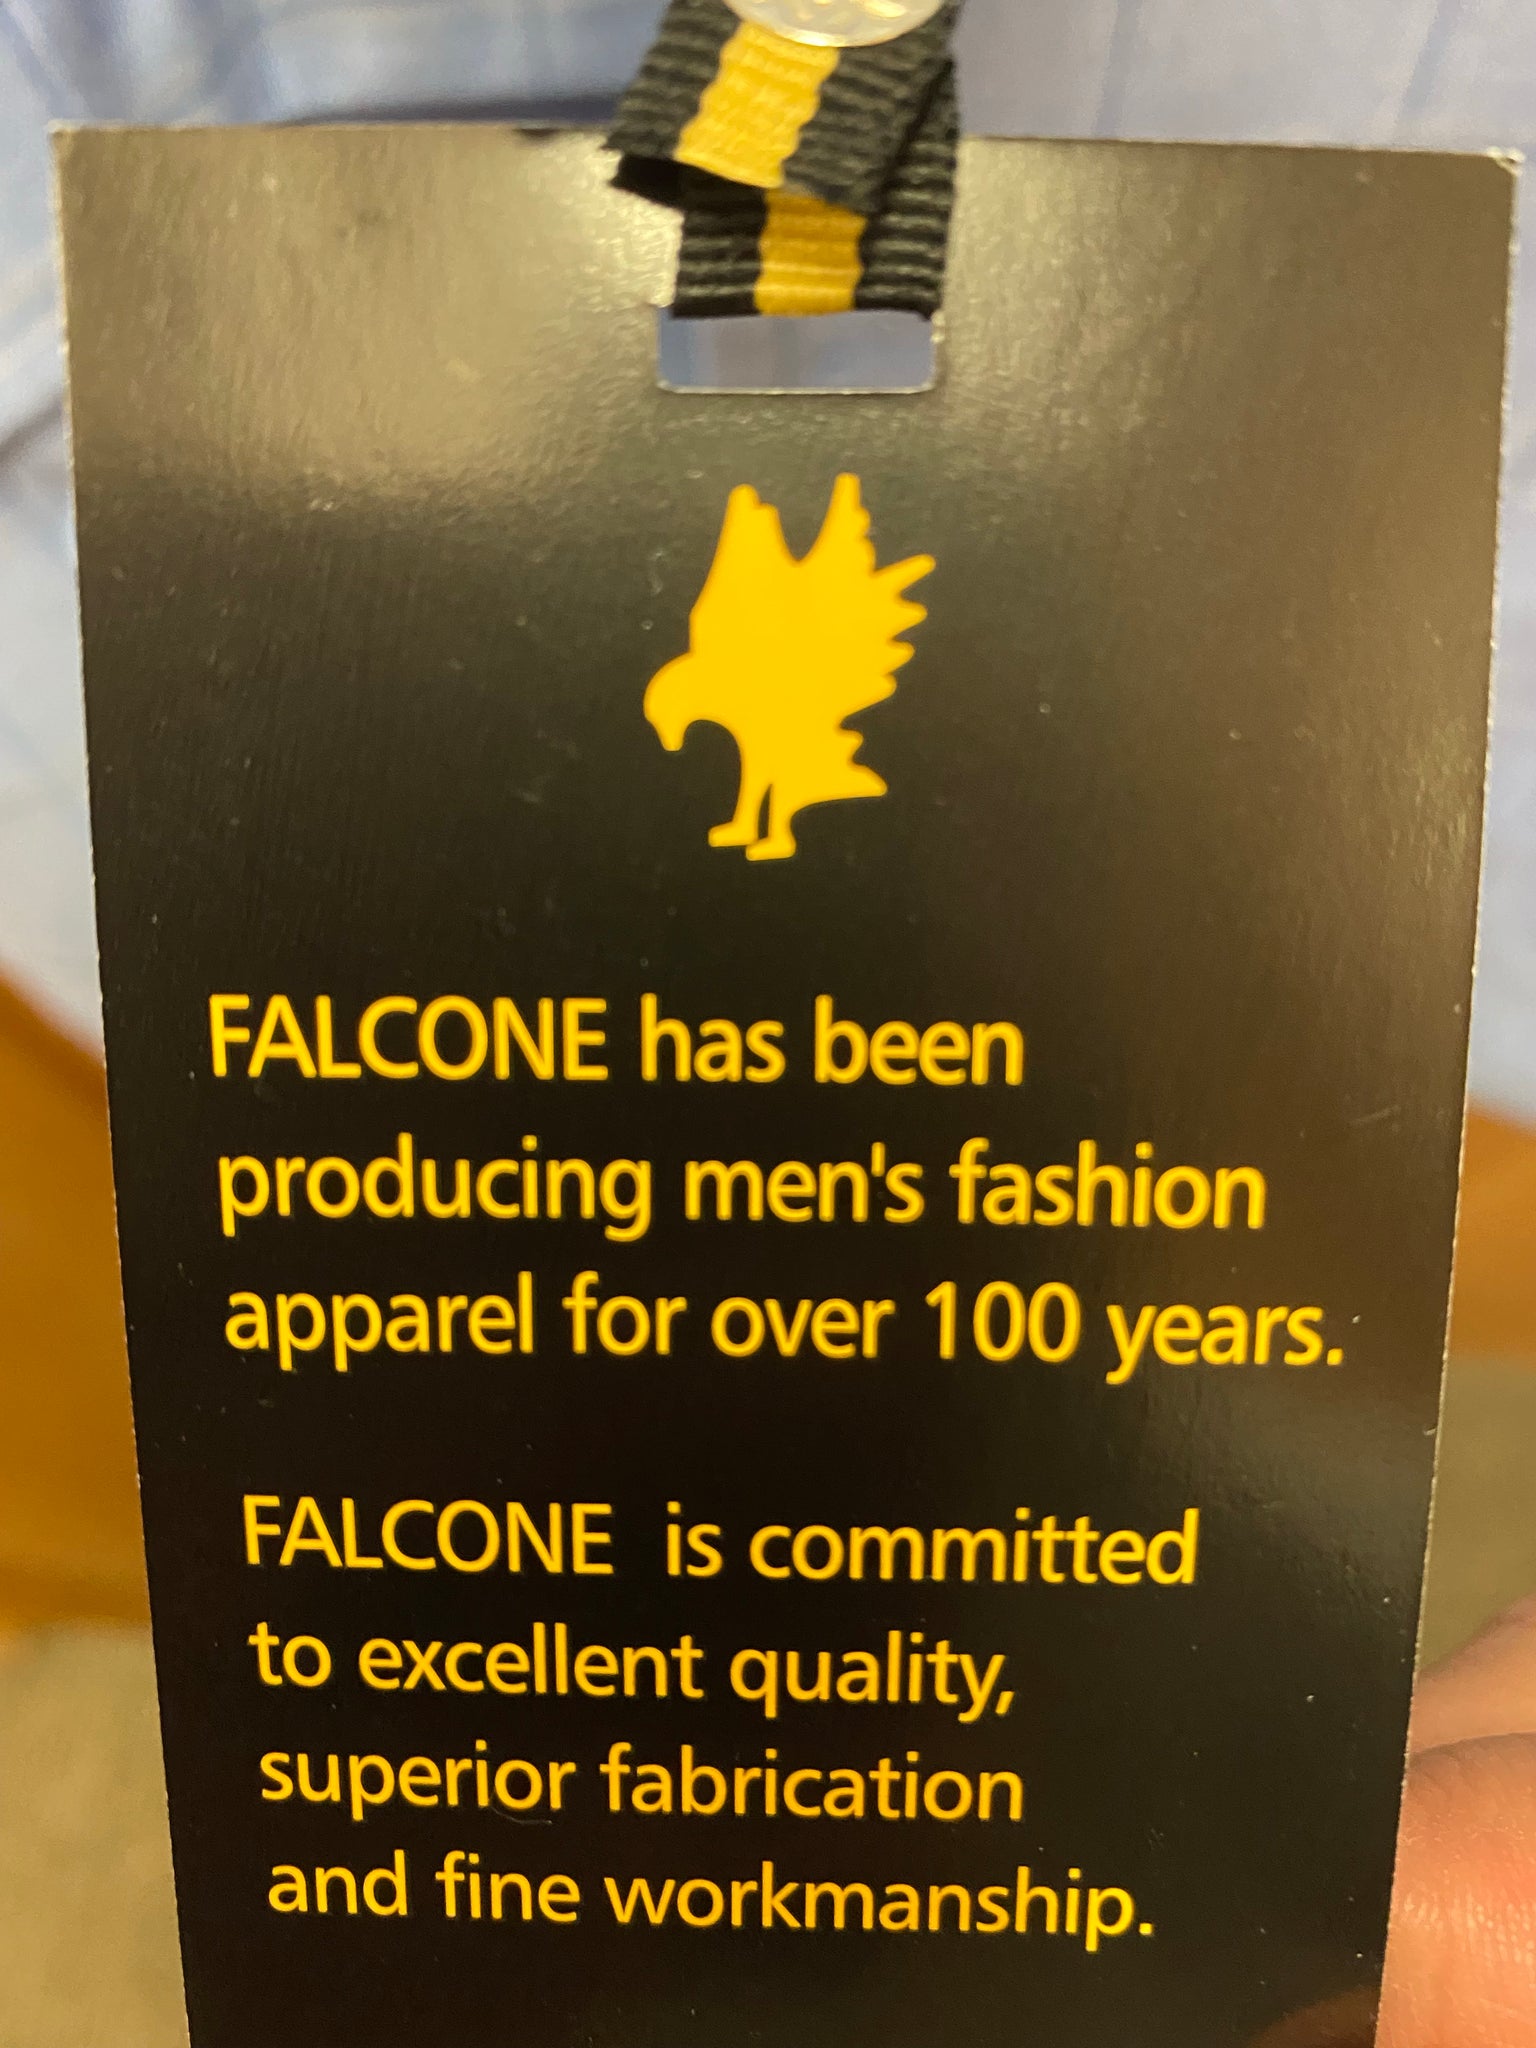 FALCONE has been
producing men's fashion
apparel for over 100 years.
FALCONE is committed
to excellent quality,
superior fabrication
and fine workmanship.